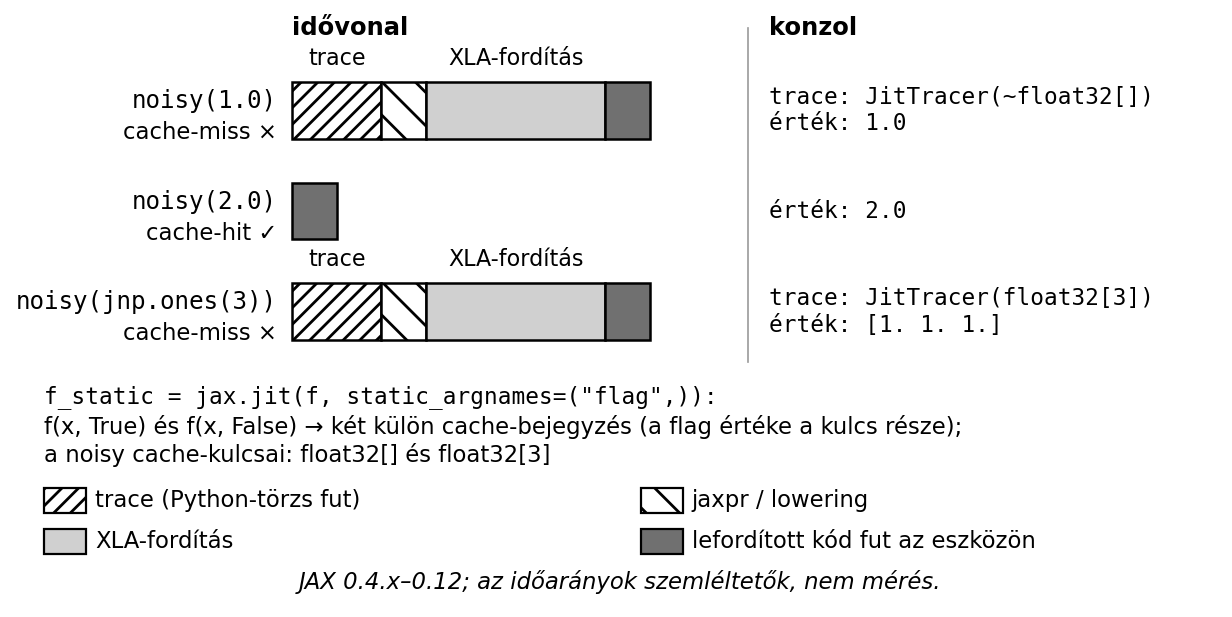 idővonal
konzol
trace
XLA-fordítás
noisy(1.0)
cache-miss ×
trace: JitTracer(~float32[])
érték: 1.0
noisy(2.0)
cache-hit ✓
érték: 2.0
trace
XLA-fordítás
noisy(jnp.ones(3))
cache-miss ×
trace: JitTracer(float32[3])
érték: [1. 1. 1.]
f_static = jax.jit(f, static_argnames=("flag",)):
f(x, True) és f(x, False) → két külön cache-bejegyzés (a flag értéke a kulcs része);
a noisy cache-kulcsai: float32[] és float32[3]
trace (Python-törzs fut)
jaxpr / lowering
XLA-fordítás
lefordított kód fut az eszközön
JAX 0.4.x–0.12; az időarányok szemléltetők, nem mérés.